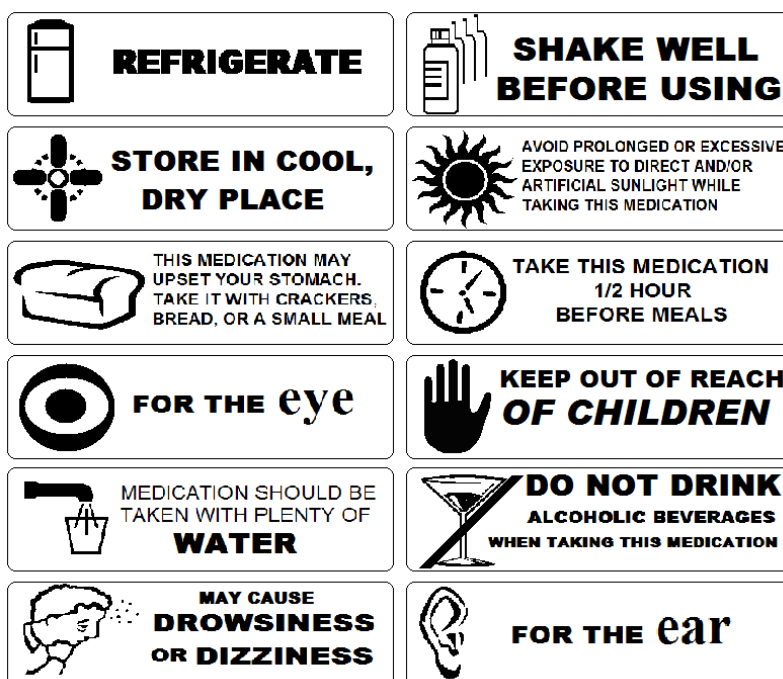 REFRIGERATE
SHAKE WELL
BEFORE USING
STORE IN COOL,
DRY PLACE
AVOID PROLONGED OR EXCESSIVE
EXPOSURE TO DIRECT AND/OR
ARTIFICIAL SUNLIGHT WHILE
TAKING THIS MEDICATION
THIS MEDICATION MAY
UPSET YOUR STOMACH.
TAKE IT WITH CRACKERS,
BREAD, OR A SMALL MEAL
TAKE THIS MEDICATION
1/2 HOUR
BEFORE MEALS
FOR THE eye
KEEP OUT OF REACH
OF CHILDREN
MEDICATION SHOULD BE
TAKEN WITH PLENTY OF
WATER
DO NOT DRINK
ALCOHOLIC BEVERAGES
WHEN TAKING THIS MEDICATION
MAY CAUSE
DROWSINESS
OR DIZZINESS
FOR THE ear